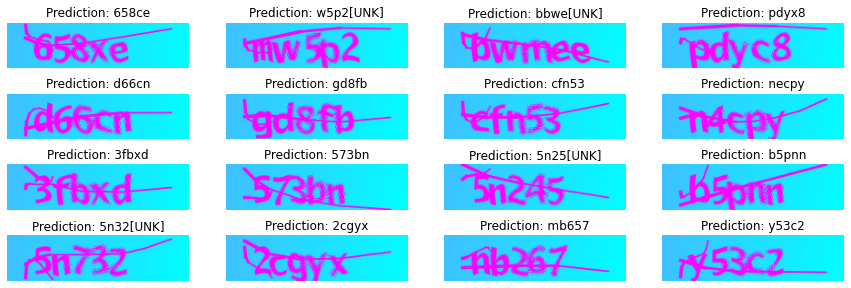 Prediction: 658ce Prediction: w5p2[UNK] Prediction: bbwe[UNK] Prediction: pdyx8
658xe mw5p2 bwmee pdyc8
Prediction: d66cn Prediction: gd8fb Prediction: cfn53 Prediction: necpy
d66cn gd8fb cfn53 n4cpy
Prediction: 3fbxd Prediction: 573bn Prediction: 5n25[UNK] Prediction: b5pnn
3fbxd 573bn 5n245 b5pnn
Prediction: 5n32[UNK] Prediction: 2cgyx Prediction: mb657 Prediction: y53c2
5n732 2cgyx nb267 y53c2